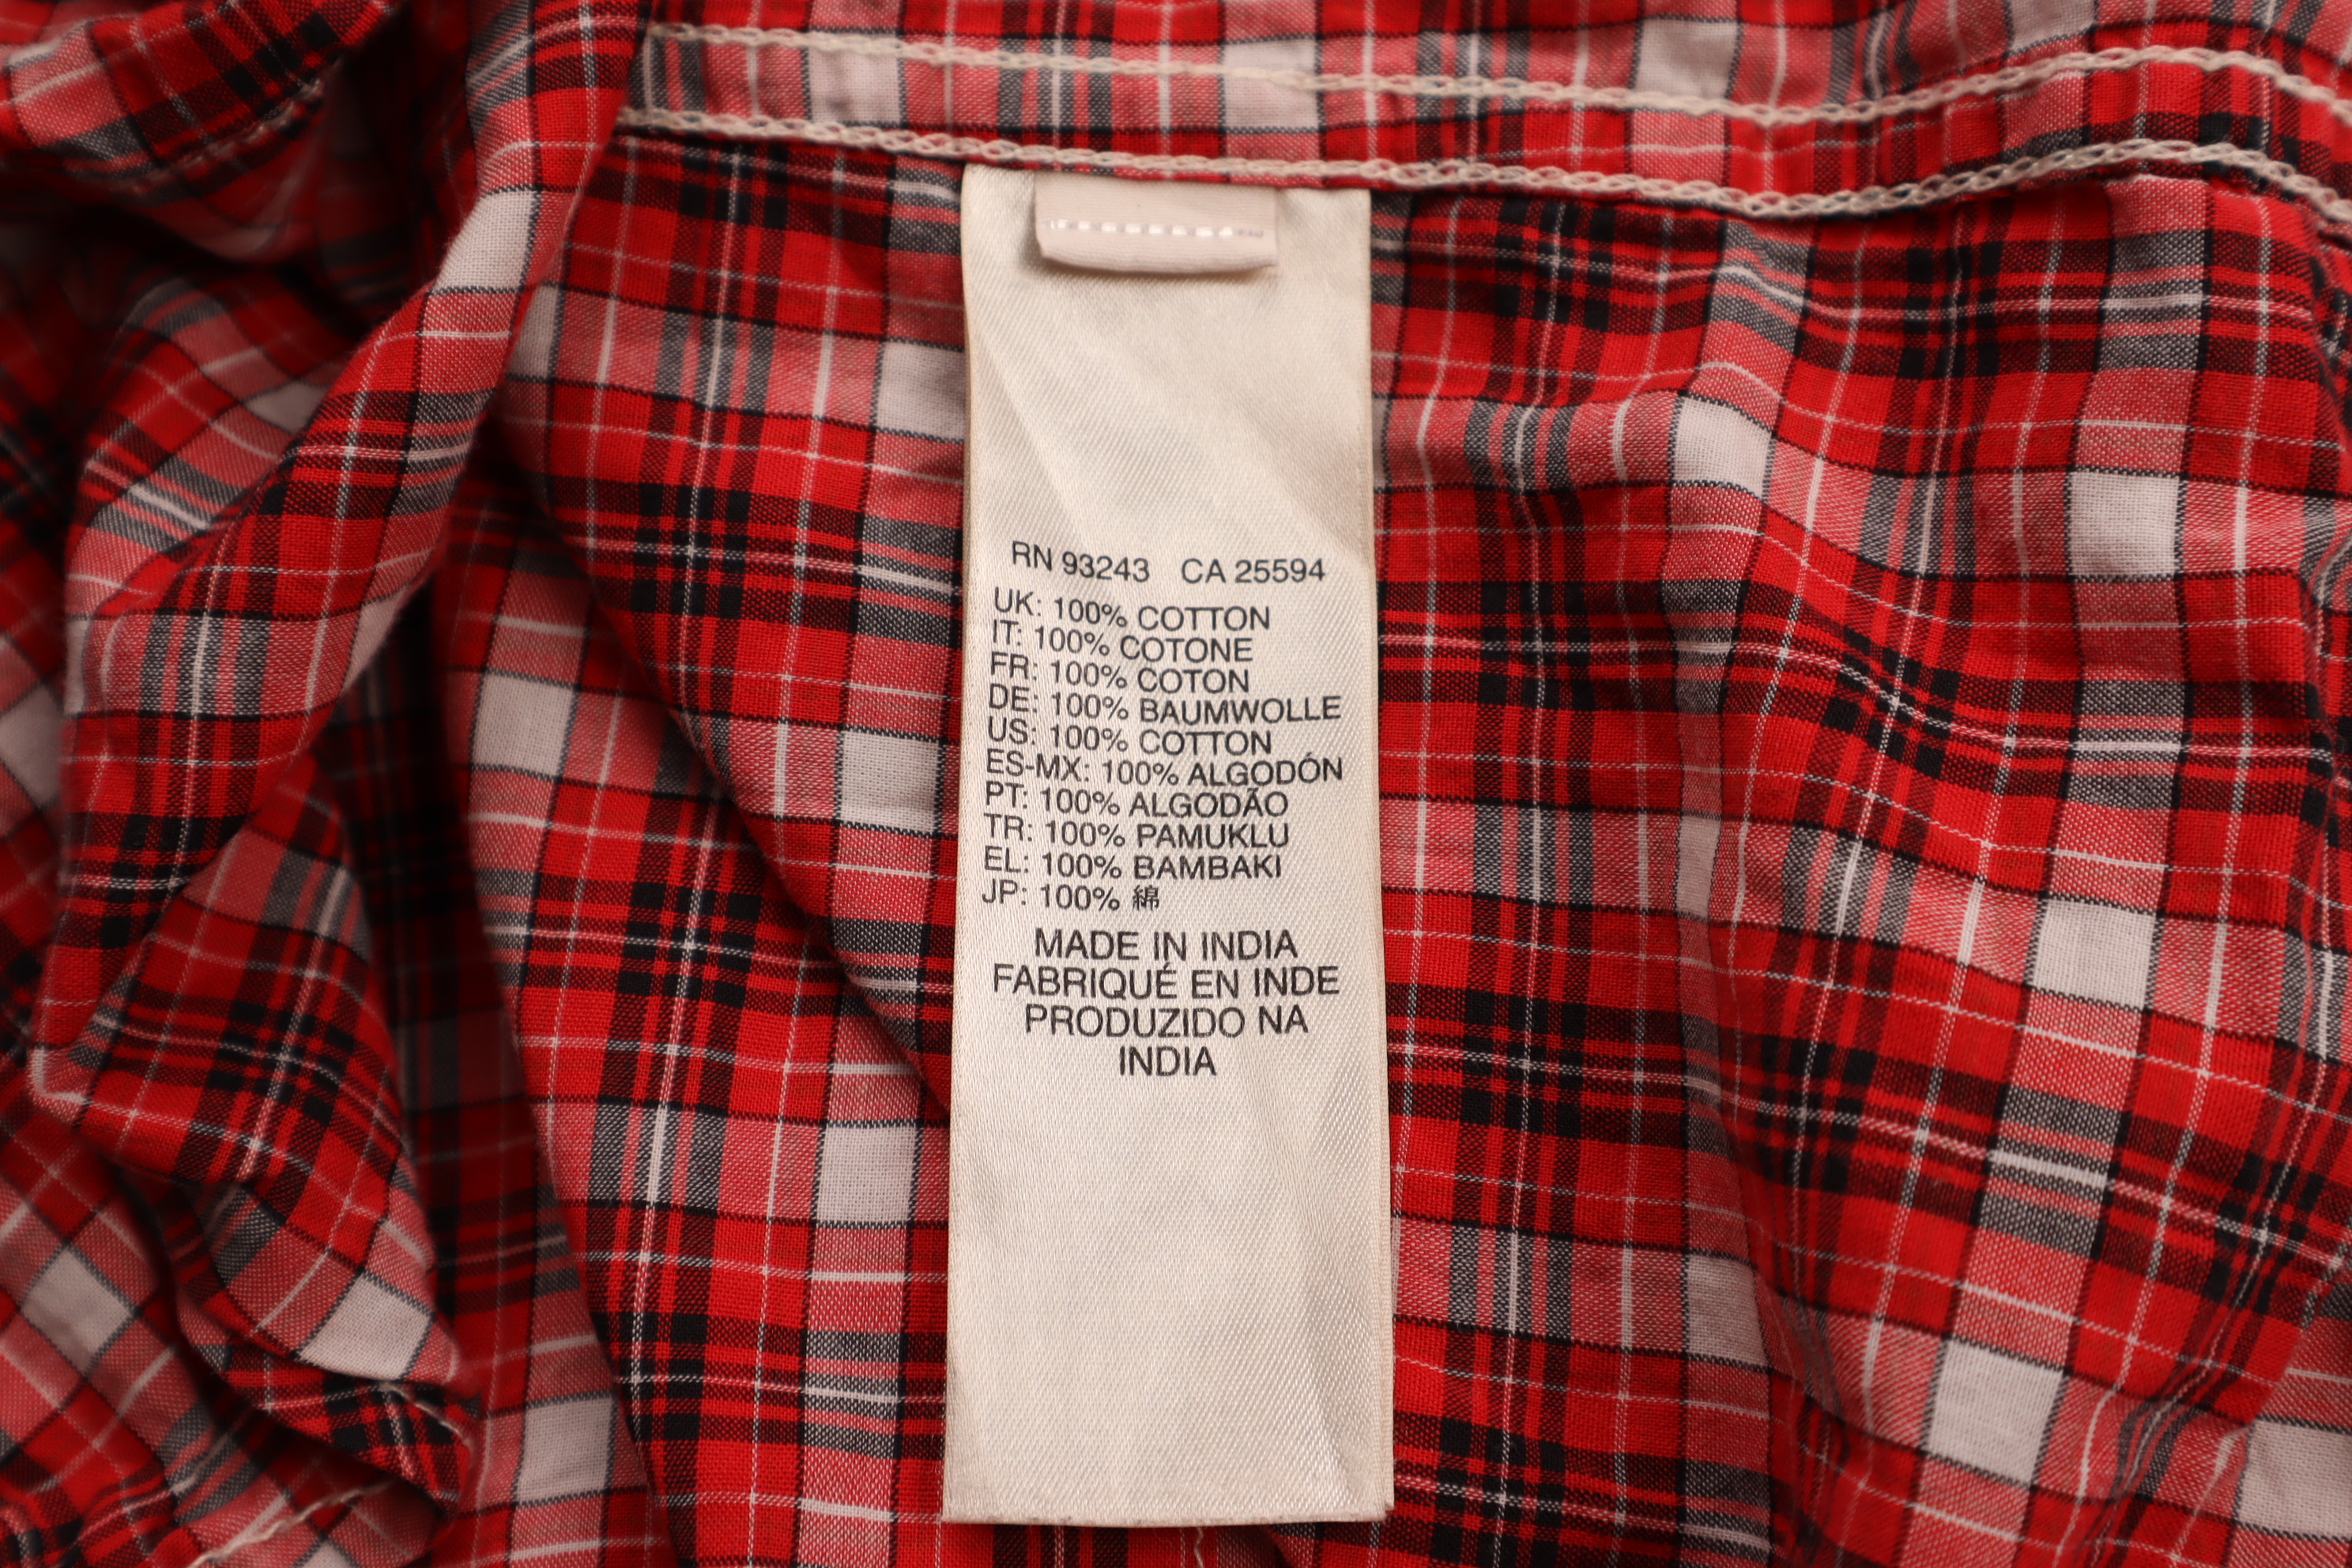 RN 93243 CA 25594
UK: 100% COTTON
IT: 100% COTONE
FR: 100% COTON
DE: 100% BAUMWOLLE
US: 100% COTTON
ES-MX: 100% ALGODÓN
PT: 100% ALGODÃO
TR: 100% PAMUKLU
EL: 100% BAMBAKI
JP: 100% 綿
MADE IN INDIA
FABRIQUÉ EN INDE
PRODUZIDO NA
INDIA